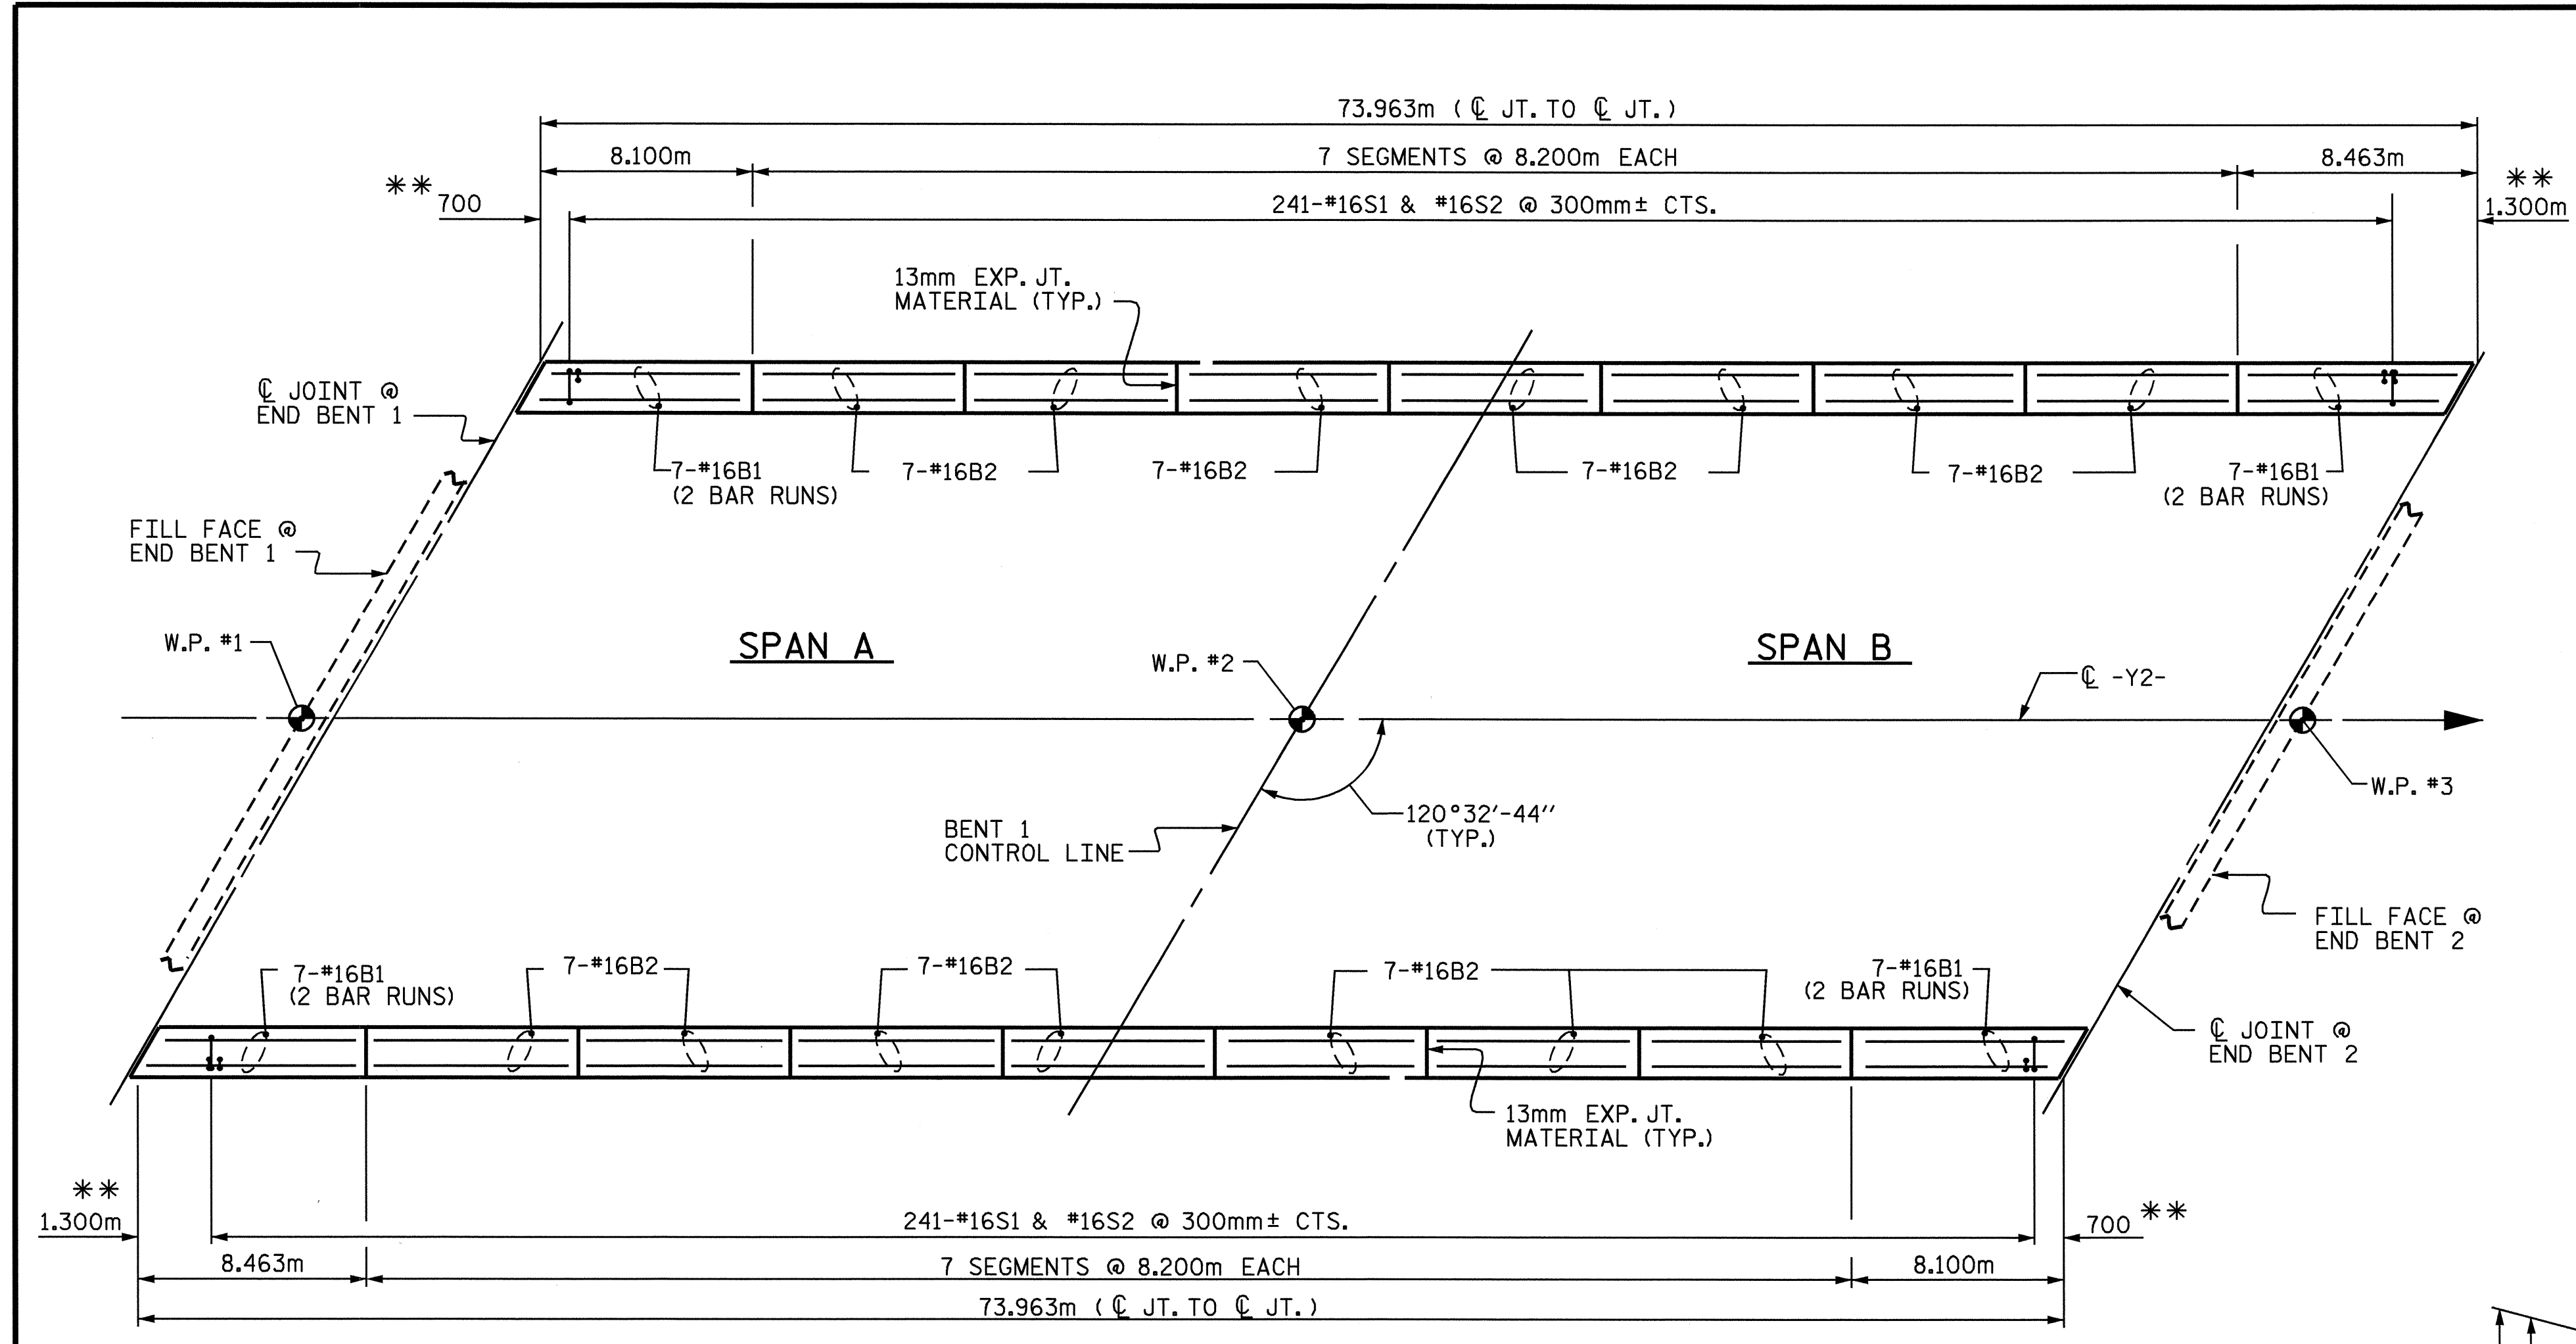 73.963m ( ℄ JT. TO ℄ JT. )
8.100m
7 SEGMENTS @ 8.200m EACH
8.463m
** 700
241-#16S1 & #16S2 @ 300mm± CTS.
**
1.300m
13mm EXP. JT.
MATERIAL (TYP.)
℄ JOINT @
END BENT 1
7-#16B1
(2 BAR RUNS)
7-#16B2
7-#16B2
7-#16B2
7-#16B2
7-#16B1
(2 BAR RUNS)
FILL FACE @
END BENT 1
W.P. #1
SPAN A
W.P. #2
SPAN B
℄ -Y2-
W.P. #3
120°32'-44''
(TYP.)
BENT 1
CONTROL LINE
FILL FACE @
END BENT 2
7-#16B1
(2 BAR RUNS)
7-#16B2
7-#16B2
7-#16B2
7-#16B1
(2 BAR RUNS)
℄ JOINT @
END BENT 2
13mm EXP. JT.
MATERIAL (TYP.)
**
1.300m
241-#16S1 & #16S2 @ 300mm± CTS.
700 **
8.463m
7 SEGMENTS @ 8.200m EACH
8.100m
73.963m ( ℄ JT. TO ℄ JT. )